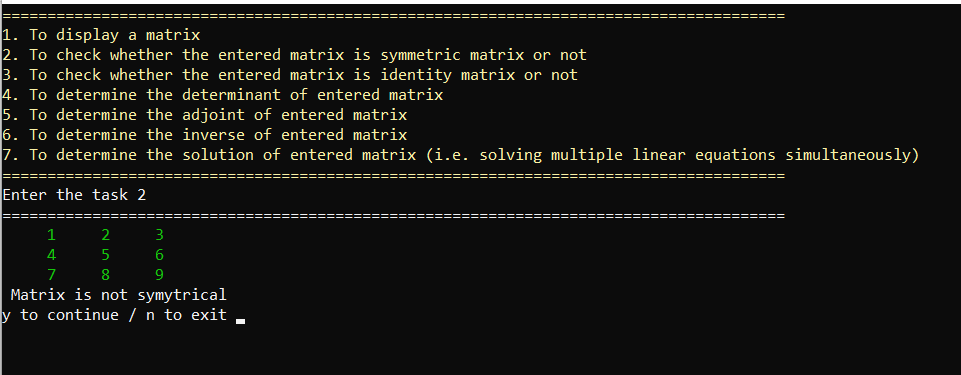 =======================================================================================
1. To display a matrix
2. To check whether the entered matrix is symmetric matrix or not
3. To check whether the entered matrix is identity matrix or not
4. To determine the determinant of entered matrix
5. To determine the adjoint of entered matrix
6. To determine the inverse of entered matrix
7. To determine the solution of entered matrix (i.e. solving multiple linear equations simultaneously)
=======================================================================================
Enter the task 2
=======================================================================================
     1     2     3
     4     5     6
     7     8     9
 Matrix is not symytrical
y to continue / n to exit